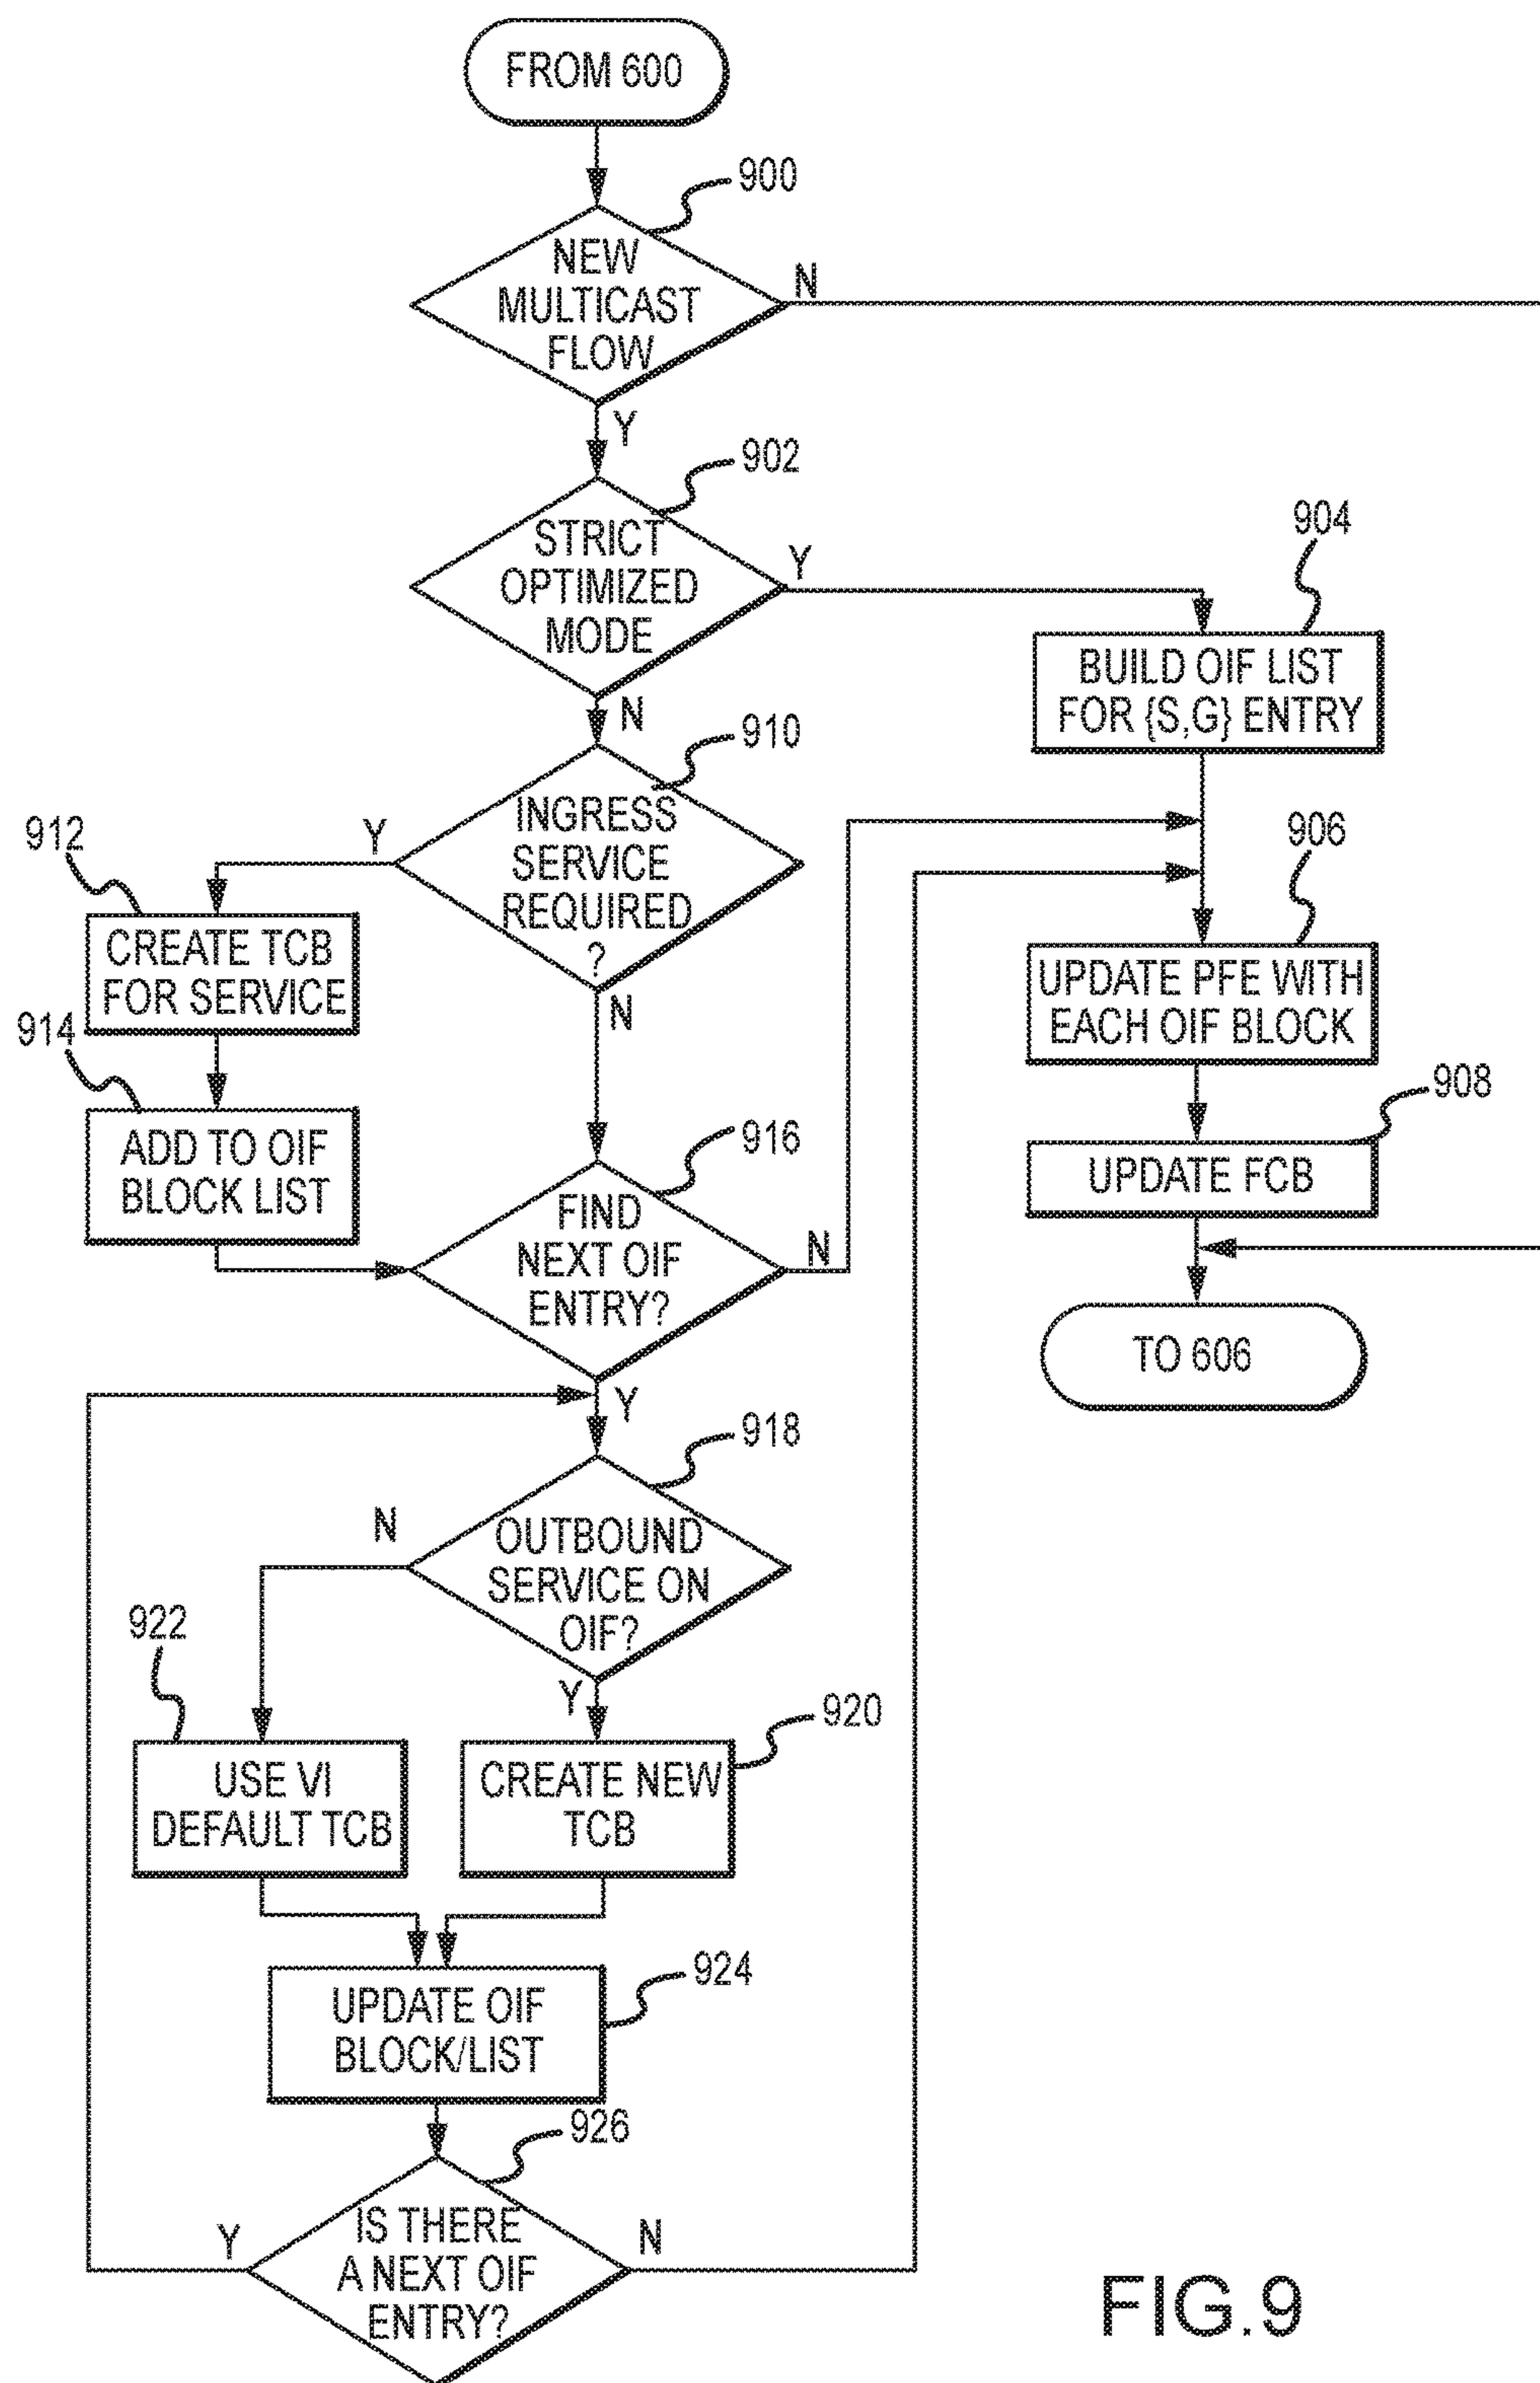 FROM 600
900
NEW
MULTICAST
FLOW
N
Y
902
STRICT
OPTIMIZED
MODE
Y
N
904
BUILD OIF LIST
FOR {S,G} ENTRY
910
INGRESS
SERVICE
REQUIRED
?
Y
N
912
CREATE TCB
FOR SERVICE
914
ADD TO OIF
BLOCK LIST
906
UPDATE PFE WITH
EACH OIF BLOCK
908
UPDATE FCB
TO 606
916
FIND
NEXT OIF
ENTRY?
N
Y
918
OUTBOUND
SERVICE ON
OIF?
N
Y
922
USE VI
DEFAULT TCB
920
CREATE NEW
TCB
924
UPDATE OIF
BLOCK/LIST
926
IS THERE
A NEXT OIF
ENTRY?
Y
N
FIG.9